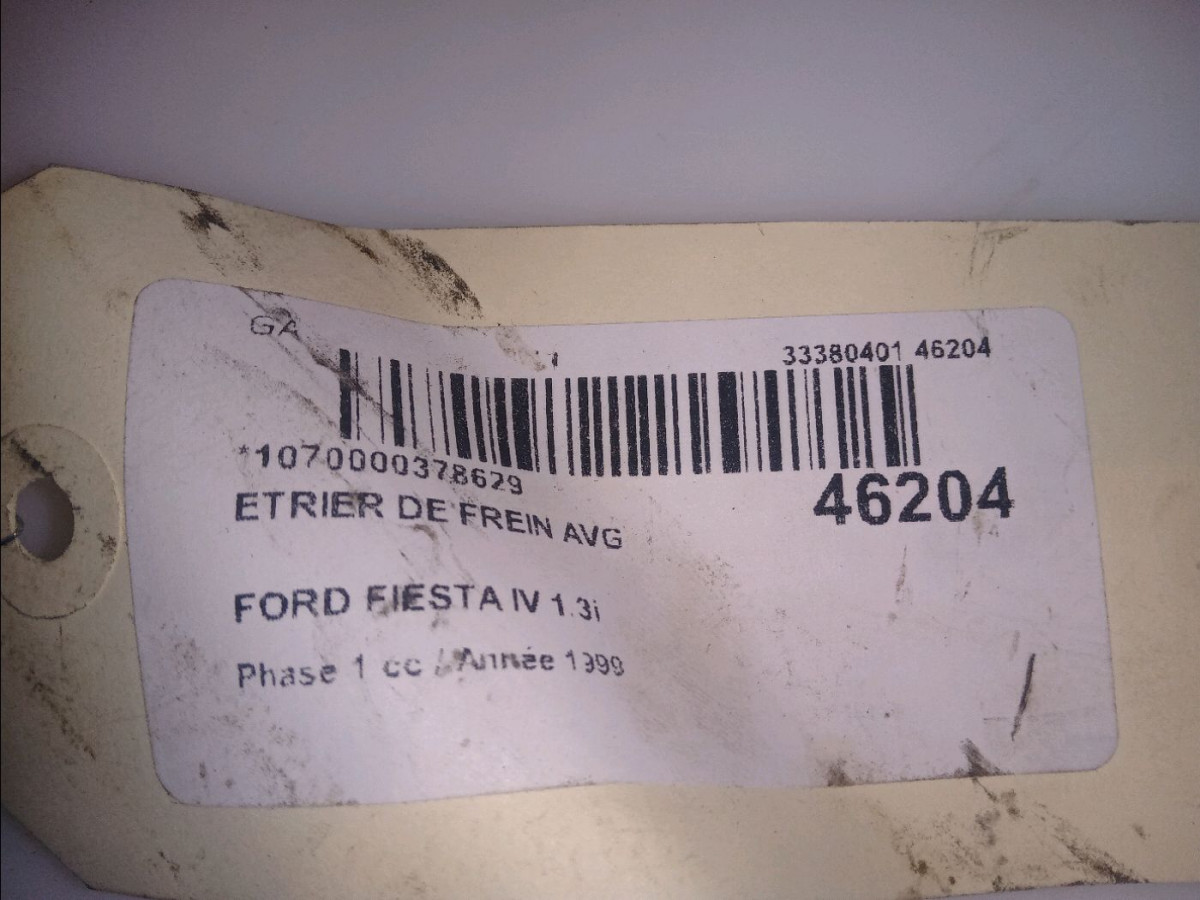 GA
33380401 46204
*1070000378629
46204
ETRIER DE FREIN AVG
FORD FIESTA IV 1.3i
Phase 1 cc / Année 1999